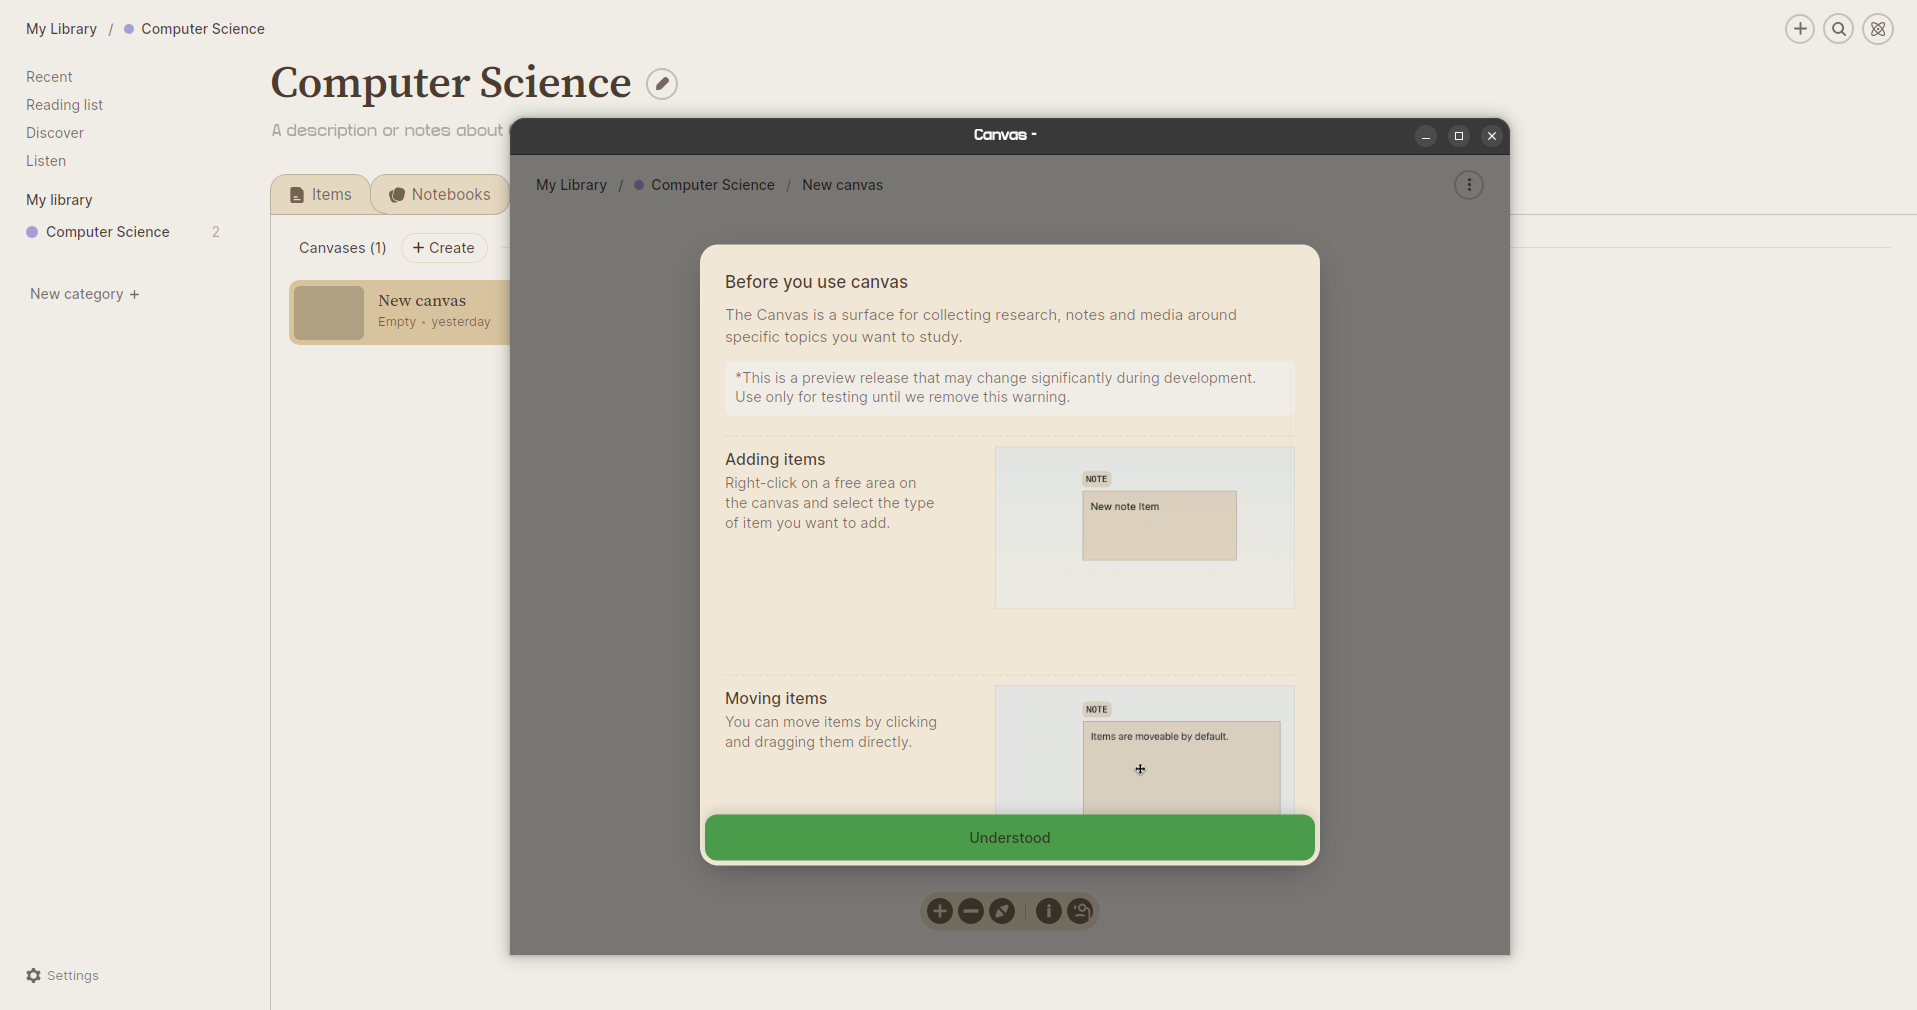 My Library / Computer Science
Recent
Reading list
Discover
Listen
My library
Computer Science 2
New category +
Settings
Computer Science
A description or notes about
Items
Notebooks
Canvases (1)
+ Create
New canvas
Empty • yesterday
Canvas -
My Library / Computer Science / New canvas
Before you use canvas
The Canvas is a surface for collecting research, notes and media around
specific topics you want to study.
*This is a preview release that may change significantly during development.
Use only for testing until we remove this warning.
Adding items
Right-click on a free area on
the canvas and select the type
of item you want to add.
NOTE
New note Item
Moving items
You can move items by clicking
and dragging them directly.
NOTE
Items are moveable by default.
Understood